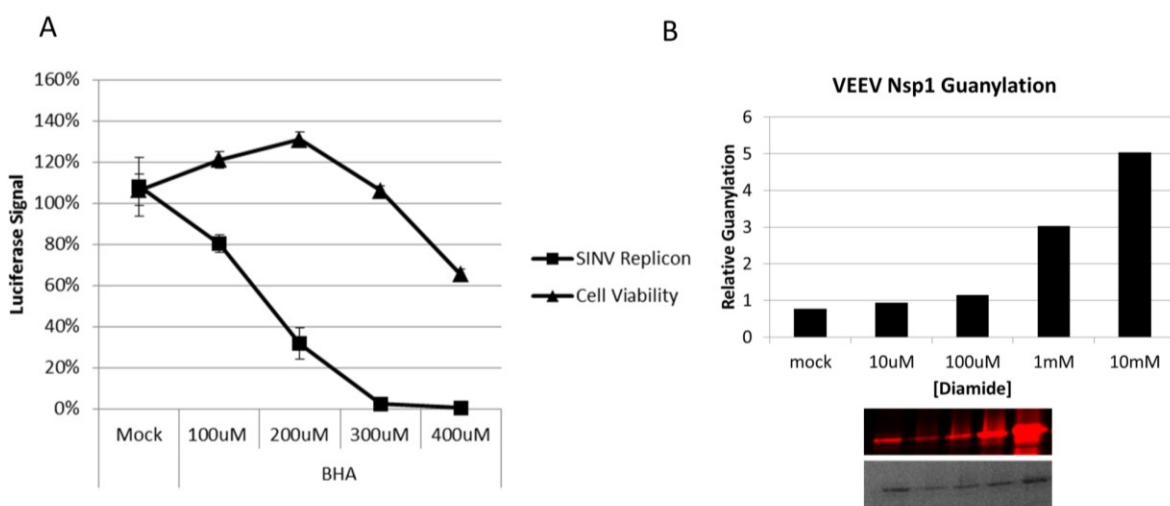 A
160%
140%
120%
100%
80%
60%
40%
20%
0%
Luciferase Signal
Mock 100uM 200uM 300uM 400uM
BHA
SINV Replicon
Cell Viability
B
VEEV Nsp1 Guanylation
6
5
4
3
2
1
0
Relative Guanylation
mock 10uM 100uM 1mM 10mM
[Diamide]